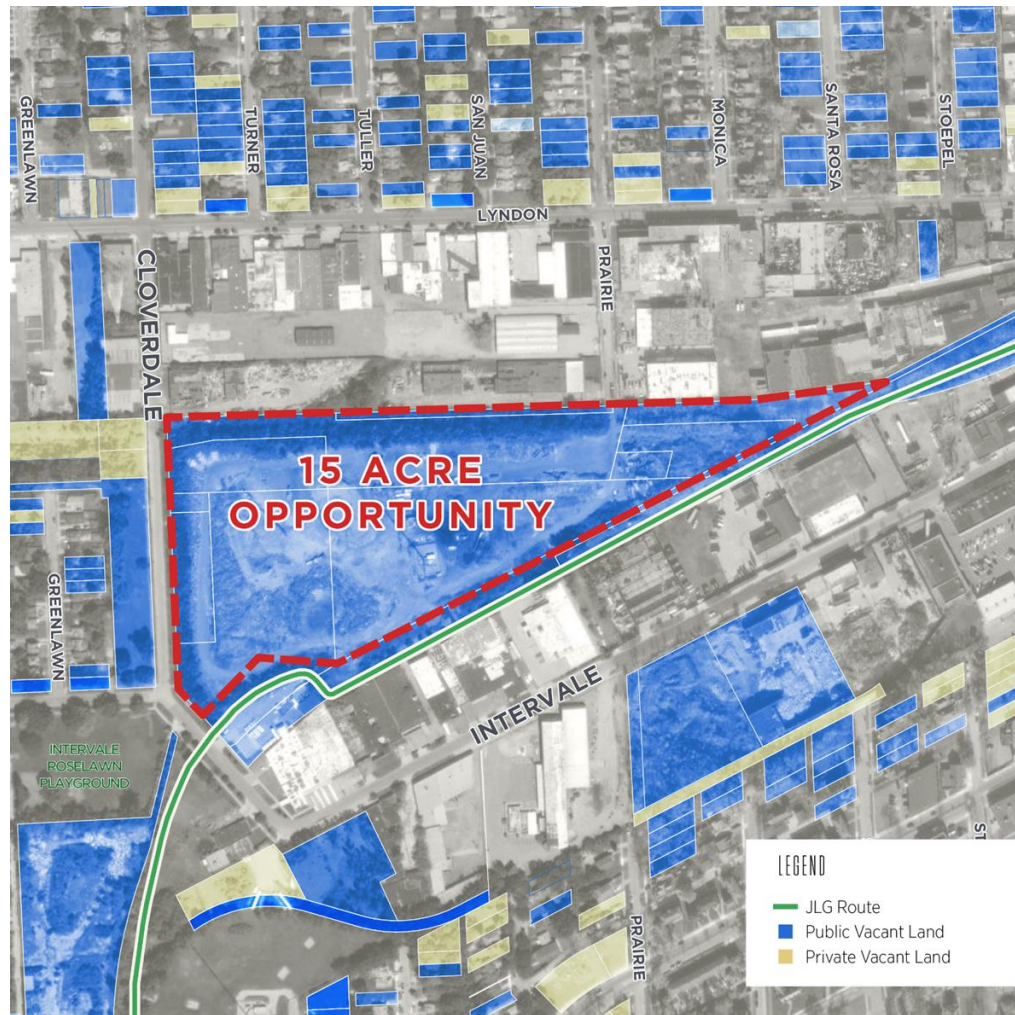 GREENLAWN
TURNER
TULLER
SAN JUAN
MONICA
SANTA ROSA
STOEPEL
LYNDON
CLOVERDALE
PRAIRIE
15 ACRE
OPPORTUNITY
GREENLAWN
INTERVALE
INTERVALE
ROSELAWN
PLAYGROUND
PRAIRIE
ST
LEGEND
JLG Route
Public Vacant Land
Private Vacant Land